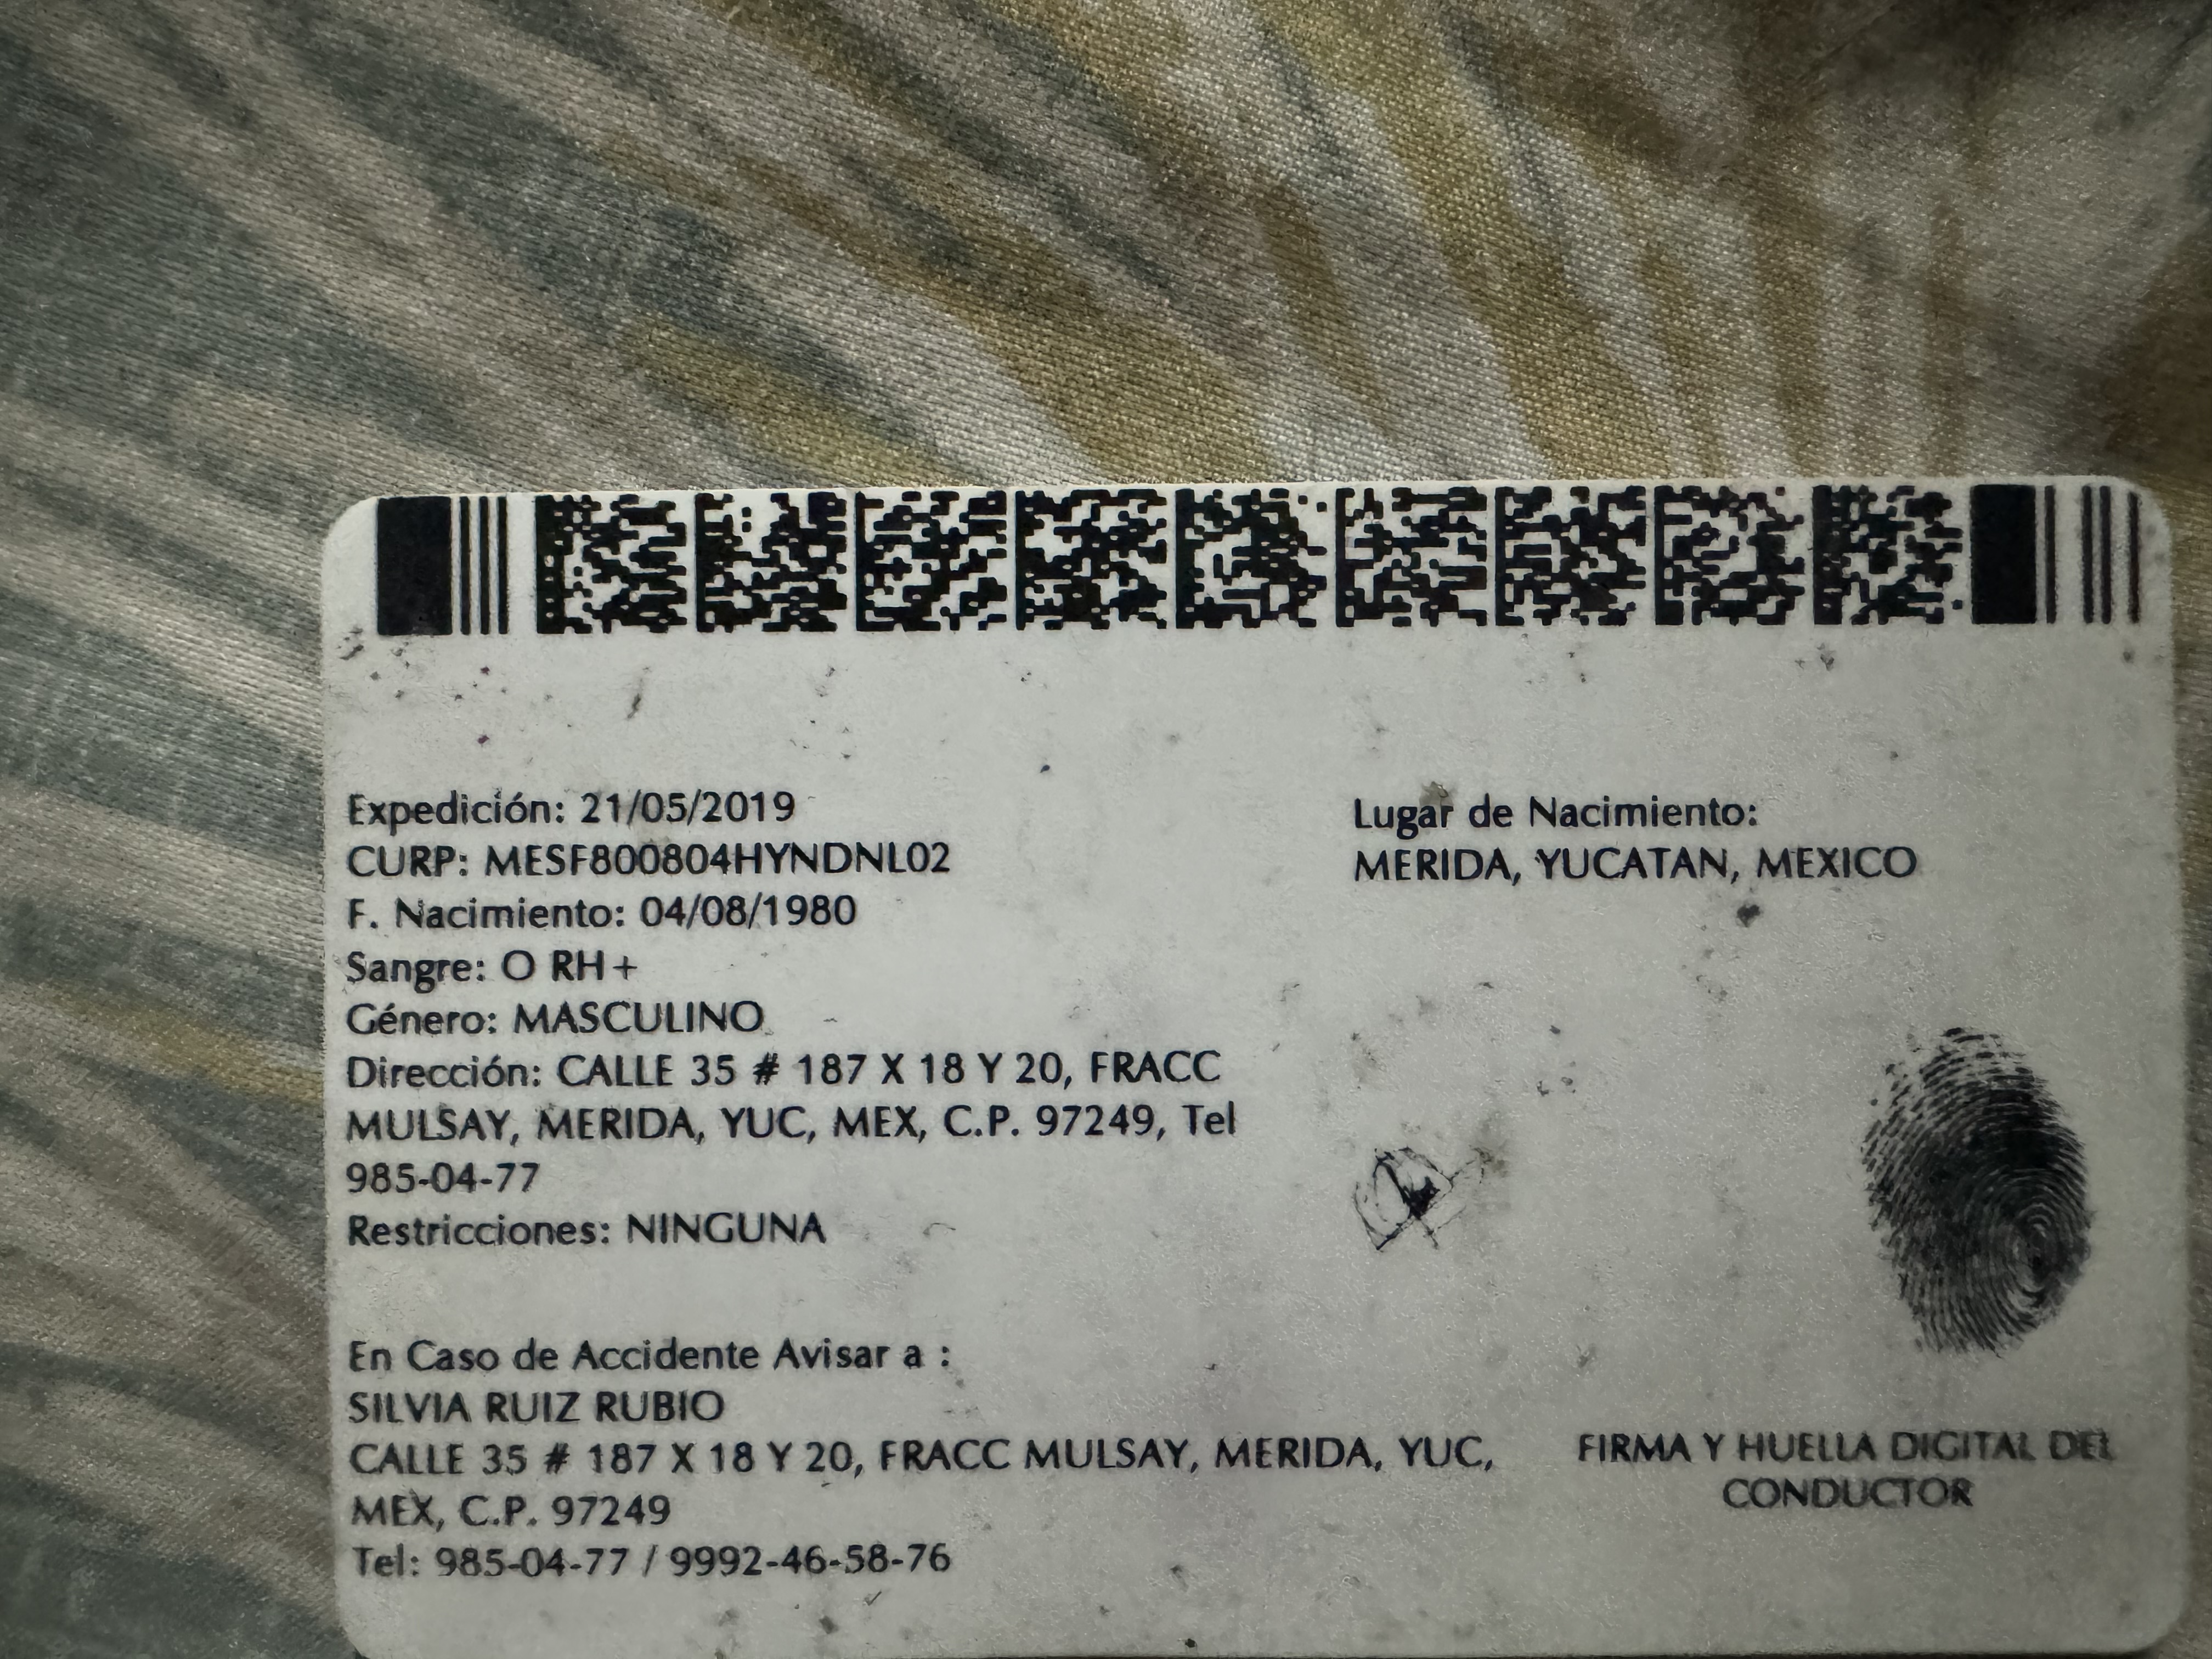 Expedición: 21/05/2019
CURP: MESF800804HYNDNL02
F. Nacimiento: 04/08/1980
Sangre: O RH+
Género: MASCULINO
Dirección: CALLE 35 # 187 X 18 Y 20, FRACC
MULSAY, MERIDA, YUC, MEX, C.P. 97249, Tel
985-04-77
Restricciones: NINGUNA
Lugar de Nacimiento:
MERIDA, YUCATAN, MEXICO
En Caso de Accidente Avisar a :
SILVIA RUIZ RUBIO
CALLE 35 # 187 X 18 Y 20, FRACC MULSAY, MERIDA, YUC,
MEX, C.P. 97249
Tel: 985-04-77 / 9992-46-58-76
FIRMA Y HUELLA DIGITAL DEL
CONDUCTOR